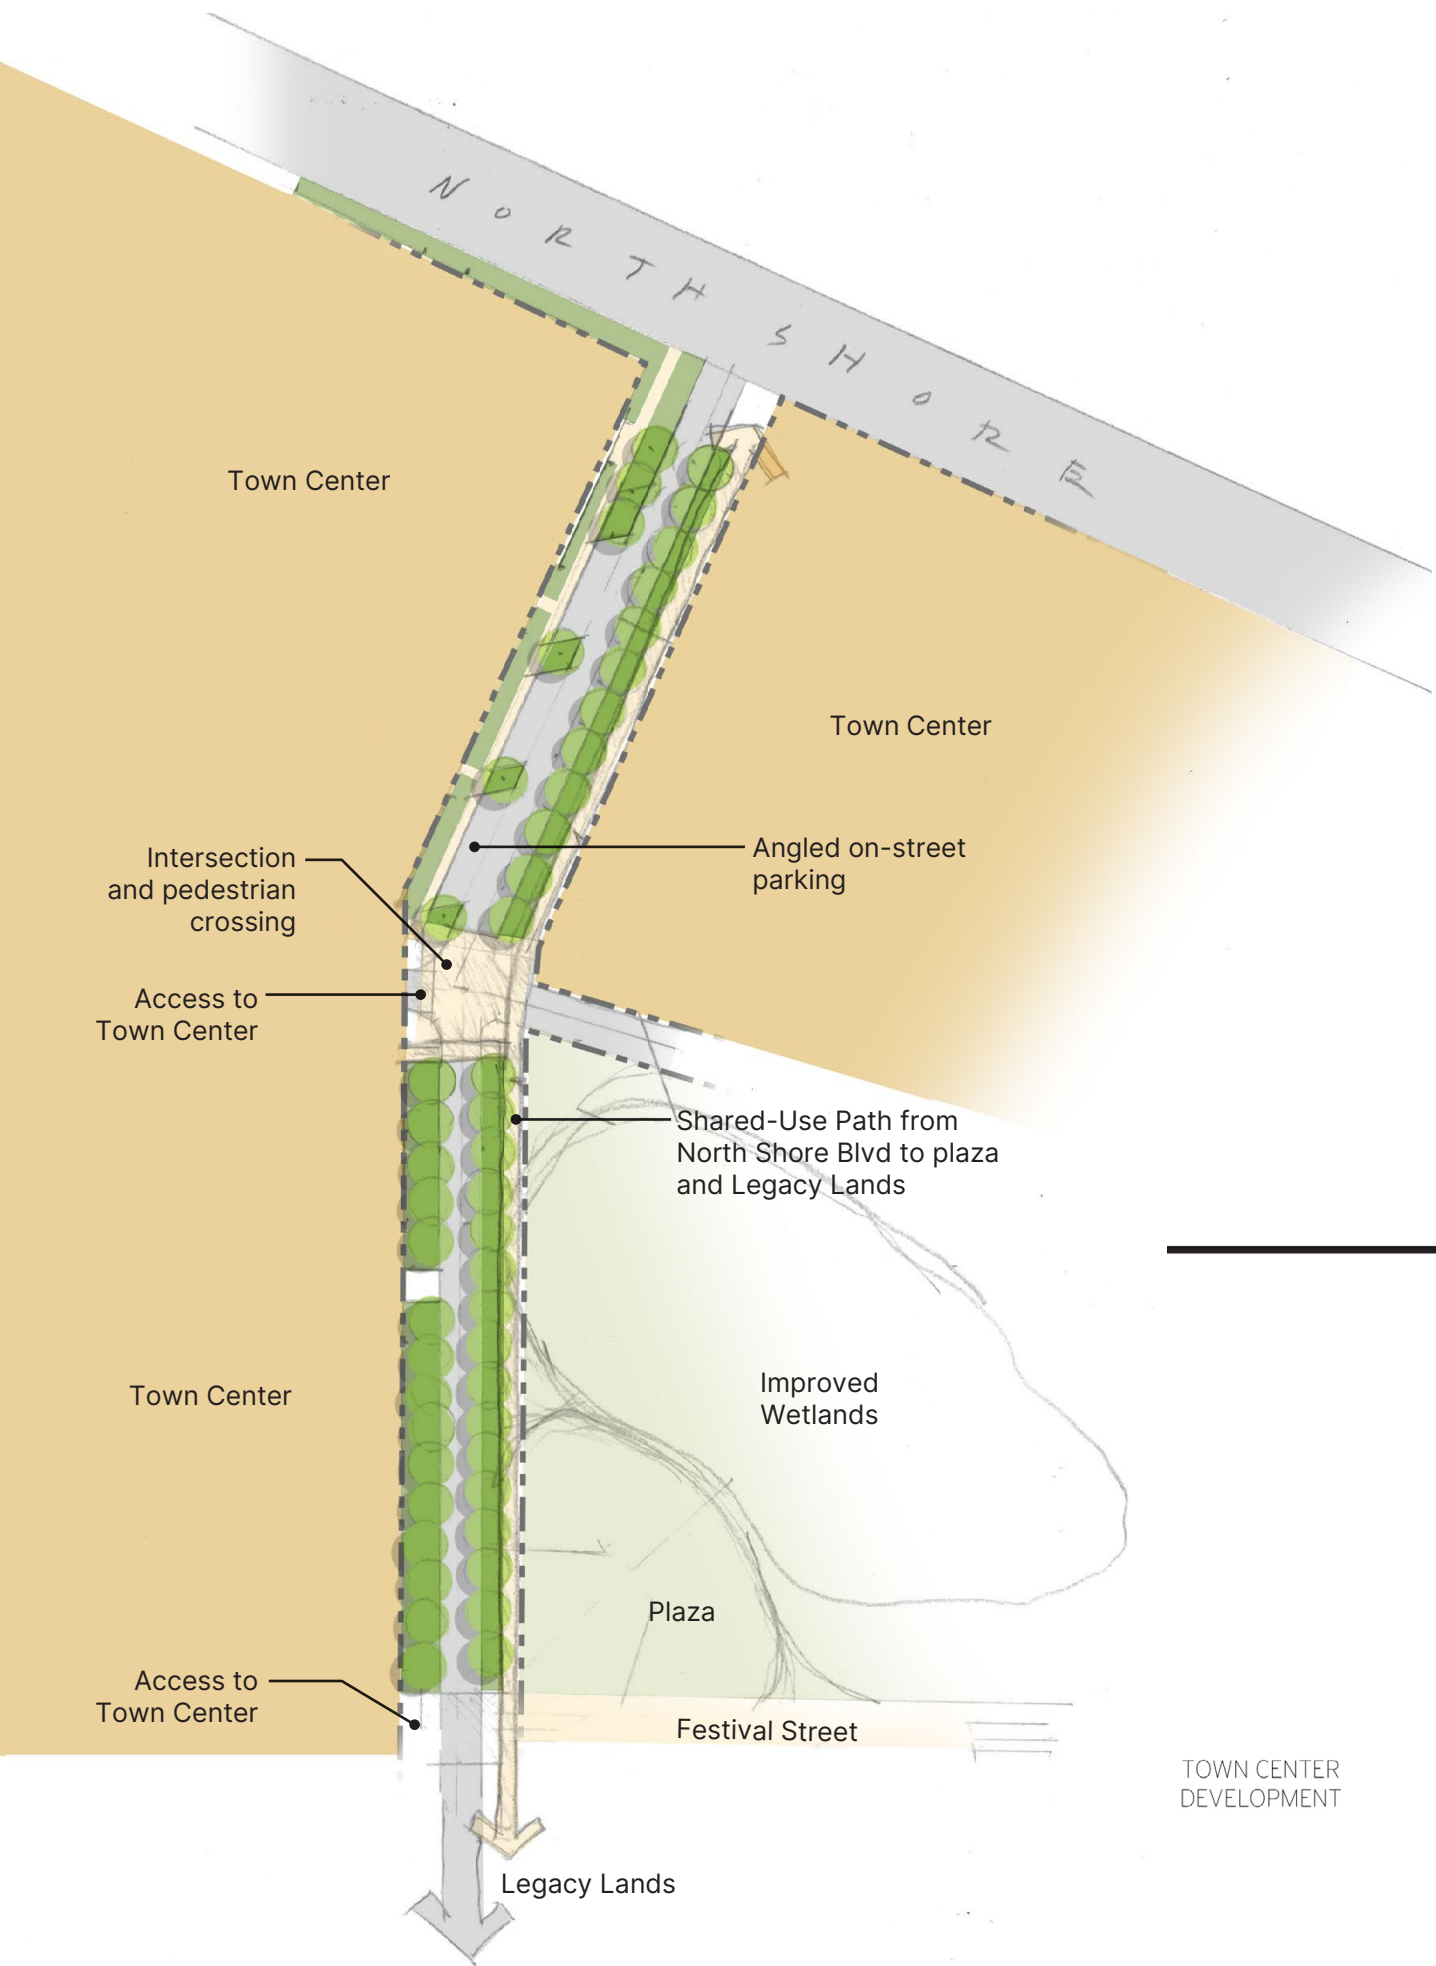 NORTH SHORE
Town Center
Town Center
Intersection
and pedestrian
crossing
Angled on-street
parking
Access to
Town Center
Shared-Use Path from
North Shore Blvd to plaza
and Legacy Lands
Town Center
Improved
Wetlands
Plaza
Access to
Town Center
Festival Street
TOWN CENTER
DEVELOPMENT
Legacy Lands